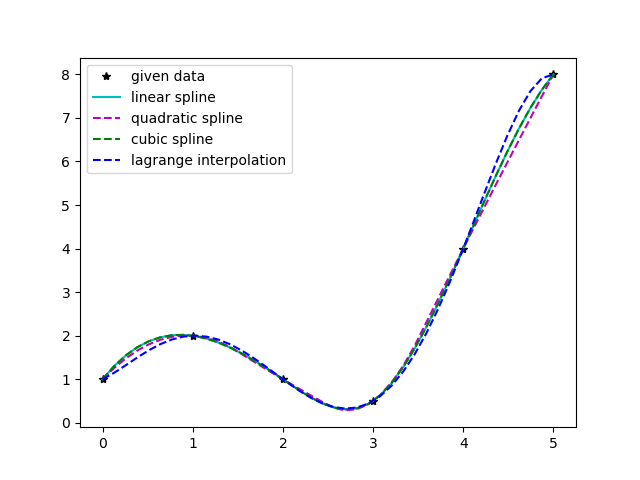 given data
linear spline
quadratic spline
cubic spline
lagrange interpolation
8
7
6
5
4
3
2
1
0
0 1 2 3 4 5